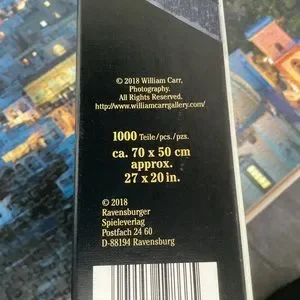 © 2018 William Carr,
Photography.
All Rights Reserved.
http://www.williamcarrgallery.com/
1000 Teile/pcs./pzs.
ca. 70 x 50 cm
approx.
27 x 20 in.
© 2018
Ravensburger
Spieleverlag
Postfach 24 60
D-88194 Ravensburg